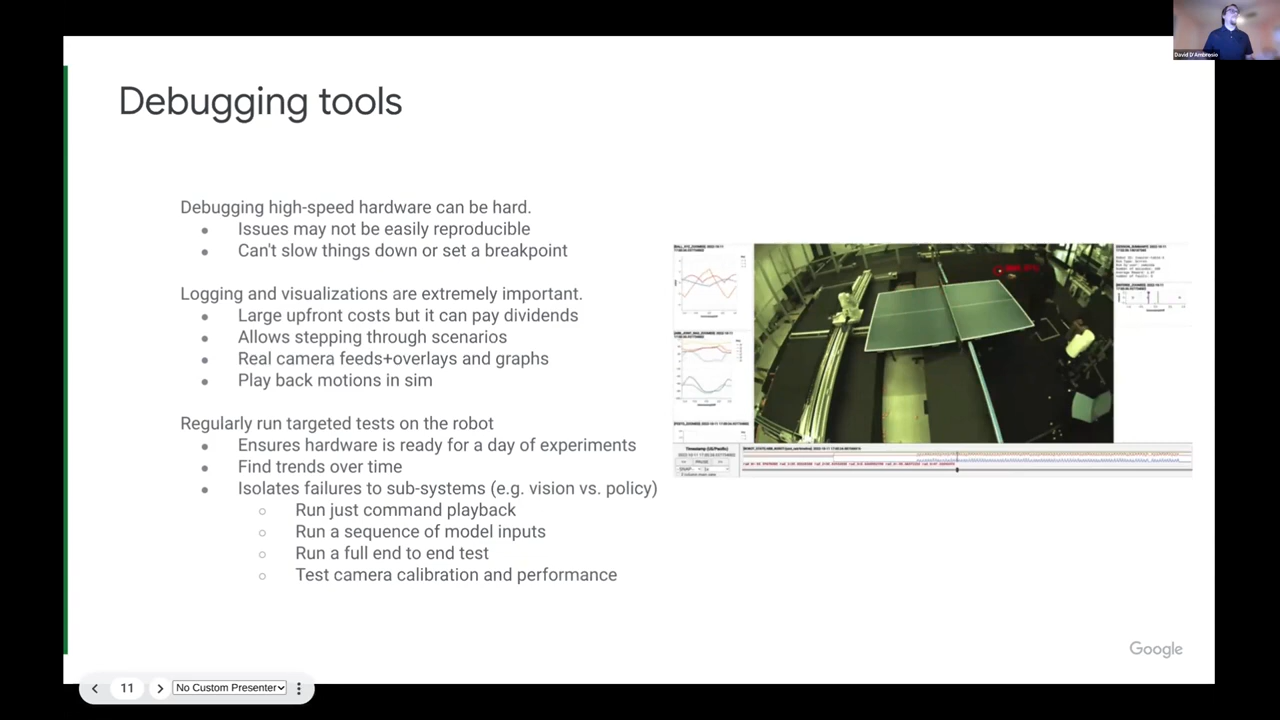 David D'Ambrosio
Debugging tools
Debugging high-speed hardware can be hard.
● Issues may not be easily reproducible
● Can't slow things down or set a breakpoint
Logging and visualizations are extremely important.
● Large upfront costs but it can pay dividends
● Allows stepping through scenarios
● Real camera feeds+overlays and graphs
● Play back motions in sim
Regularly run targeted tests on the robot
● Ensures hardware is ready for a day of experiments
● Find trends over time
● Isolates failures to sub-systems (e.g. vision vs. policy)
○ Run just command playback
○ Run a sequence of model inputs
○ Run a full end to end test
○ Test camera calibration and performance
Timestamp (US/Pacific)
Google
11
No Custom Presenter